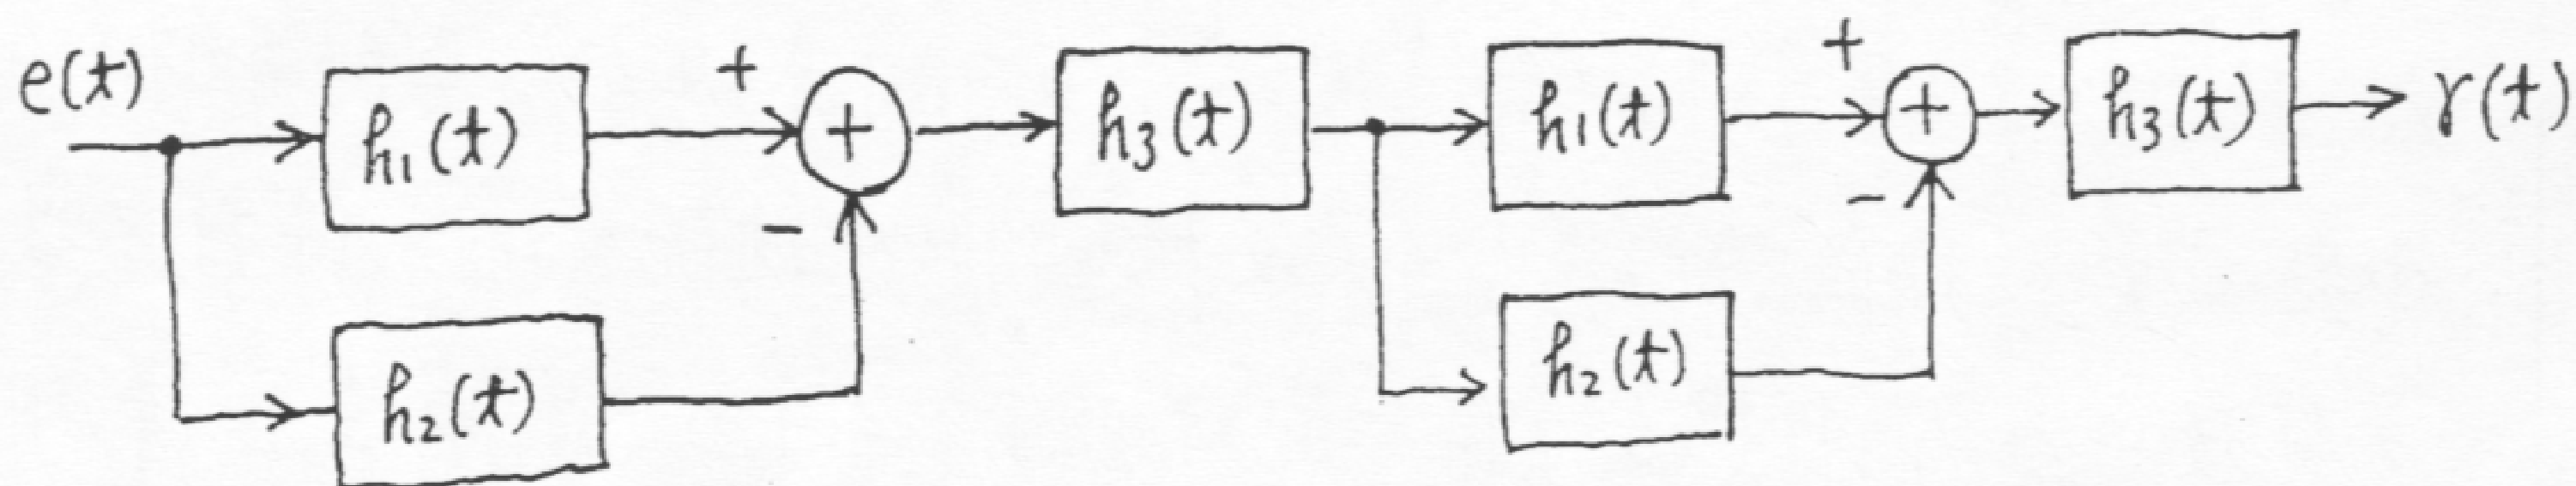 e(t) h₁(t) + + h₃(t) h₁(t) + + h₃(t) γ(t)
- -
h₂(t) h₂(t)